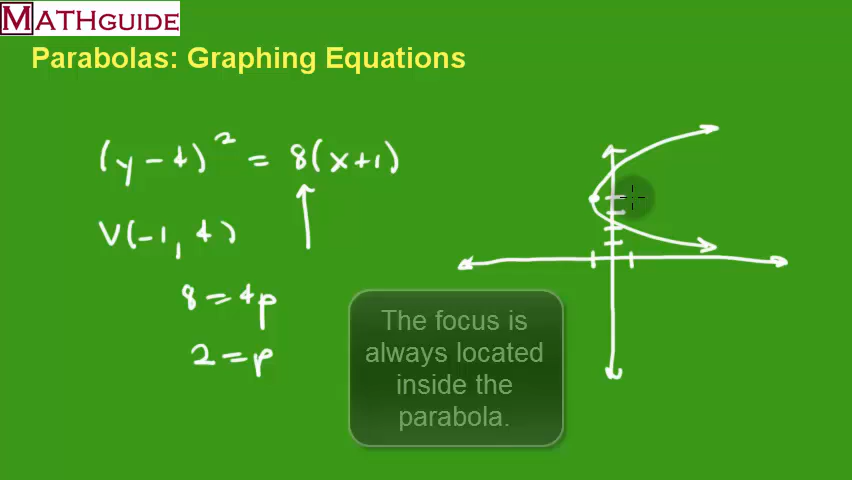 MATHGUIDE
Parabolas: Graphing Equations
(y-4)² = 8(x+1)
V(-1, 4)
8 = 4p
2 = p
The focus is
always located
inside the
parabola.